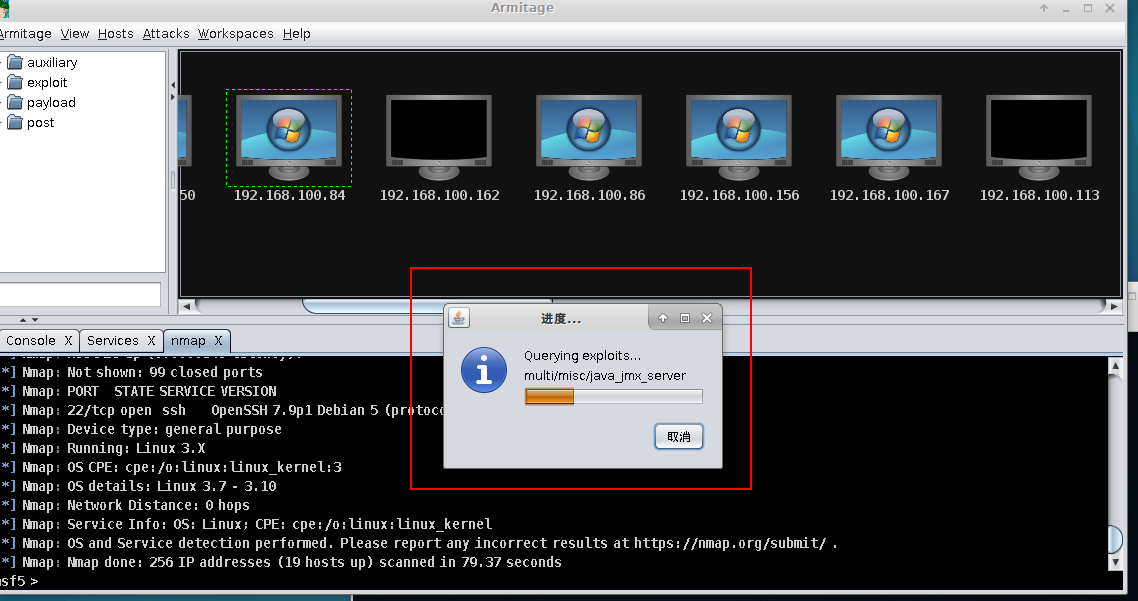 Armitage
Armitage View Hosts Attacks Workspaces Help
auxiliary
exploit
payload
post
50
192.168.100.84
192.168.100.162
192.168.100.86
192.168.100.156
192.168.100.167
192.168.100.113
进度...
Querying exploits...
multi/misc/java_jmx_server
取消
Console X
Services X
nmap X
*] Nmap: Not shown: 99 closed ports
*] Nmap: PORT STATE SERVICE VERSION
*] Nmap: 22/tcp open ssh OpenSSH 7.9p1 Debian 5 (protoco
*] Nmap: Device type: general purpose
*] Nmap: Running: Linux 3.X
*] Nmap: OS CPE: cpe:/o:linux:linux_kernel:3
*] Nmap: OS details: Linux 3.7 - 3.10
*] Nmap: Network Distance: 0 hops
*] Nmap: Service Info: OS: Linux; CPE: cpe:/o:linux:linux_kernel
*] Nmap: OS and Service detection performed. Please report any incorrect results at https://nmap.org/submit/ .
*] Nmap: Nmap done: 256 IP addresses (19 hosts up) scanned in 79.37 seconds
msf5 >